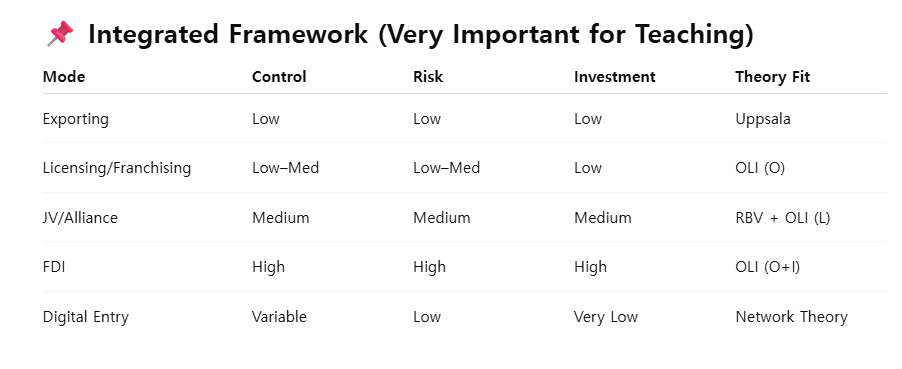 📌 Integrated Framework (Very Important for Teaching)
Mode Control Risk Investment Theory Fit
Exporting Low Low Low Uppsala
Licensing/Franchising Low–Med Low–Med Low OLI (O)
JV/Alliance Medium Medium Medium RBV + OLI (L)
FDI High High High OLI (O+I)
Digital Entry Variable Low Very Low Network Theory